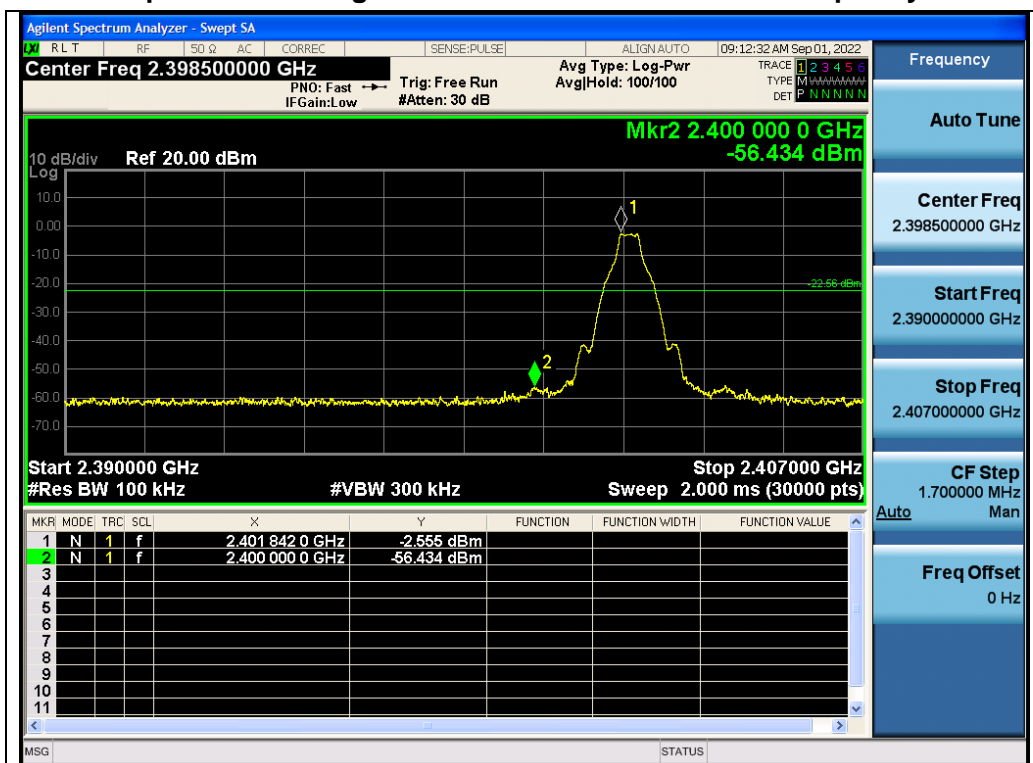 Agilent Spectrum Analyzer - Swept SA
LXI RLT RF 50 Ω AC CORREC SENSE:PULSE ALIGN AUTO 09:12:32 AM Sep 01, 2022
Center Freq 2.398500000 GHz
PNO: Fast
IFGain:Low
Trig: Free Run
#Atten: 30 dB
Avg Type: Log-Pwr
Avg|Hold: 100/100
TRACE 1 2 3 4 5 6
TYPE M
DET P N N N N N
Mkr2 2.400 000 0 GHz
-56.434 dBm
10 dB/div Ref 20.00 dBm
Log
10.0
0.00
-10.0
-20.0
-30.0
-40.0
-50.0
-60.0
-70.0
1
-22.56 dBm
2
Start 2.390000 GHz Stop 2.407000 GHz
#Res BW 100 kHz #VBW 300 kHz Sweep 2.000 ms (30000 pts)
MKR MODE TRC SCL X Y FUNCTION FUNCTION WIDTH FUNCTION VALUE
1 N 1 f 2.401 842 0 GHz -2.555 dBm
2 N 1 f 2.400 000 0 GHz -56.434 dBm
3
4
5
6
7
8
9
10
11
MSG STATUS
Frequency
Auto Tune
Center Freq
2.398500000 GHz
Start Freq
2.390000000 GHz
Stop Freq
2.407000000 GHz
CF Step
1.700000 MHz
Auto Man
Freq Offset
0 Hz